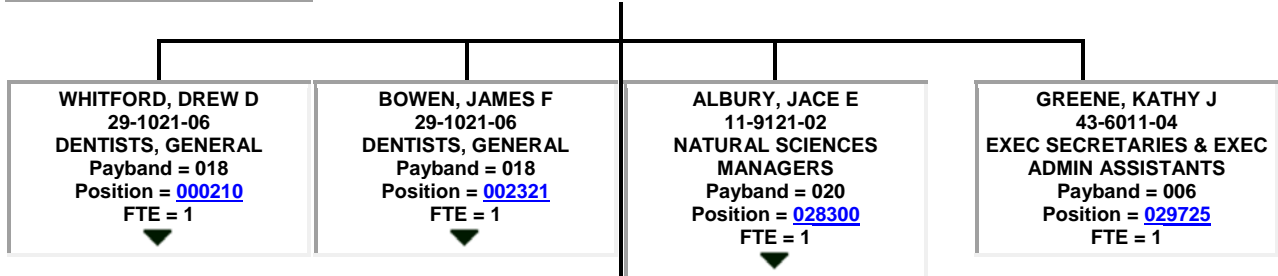 WHITFORD, DREW D
29-1021-06
DENTISTS, GENERAL
Payband = 018
Position = 000210
FTE = 1
BOWEN, JAMES F
29-1021-06
DENTISTS, GENERAL
Payband = 018
Position = 002321
FTE = 1
ALBURY, JACE E
11-9121-02
NATURAL SCIENCES
MANAGERS
Payband = 020
Position = 028300
FTE = 1
GREENE, KATHY J
43-6011-04
EXEC SECRETARIES & EXEC
ADMIN ASSISTANTS
Payband = 006
Position = 029725
FTE = 1